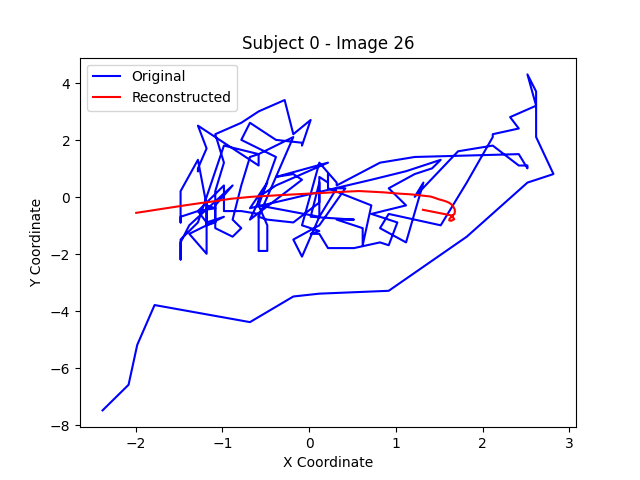 Subject 0 - Image 26
Original
Reconstructed
Y Coordinate
4
2
0
−2
−4
−6
−8
−2
−1
0
1
2
3
X Coordinate